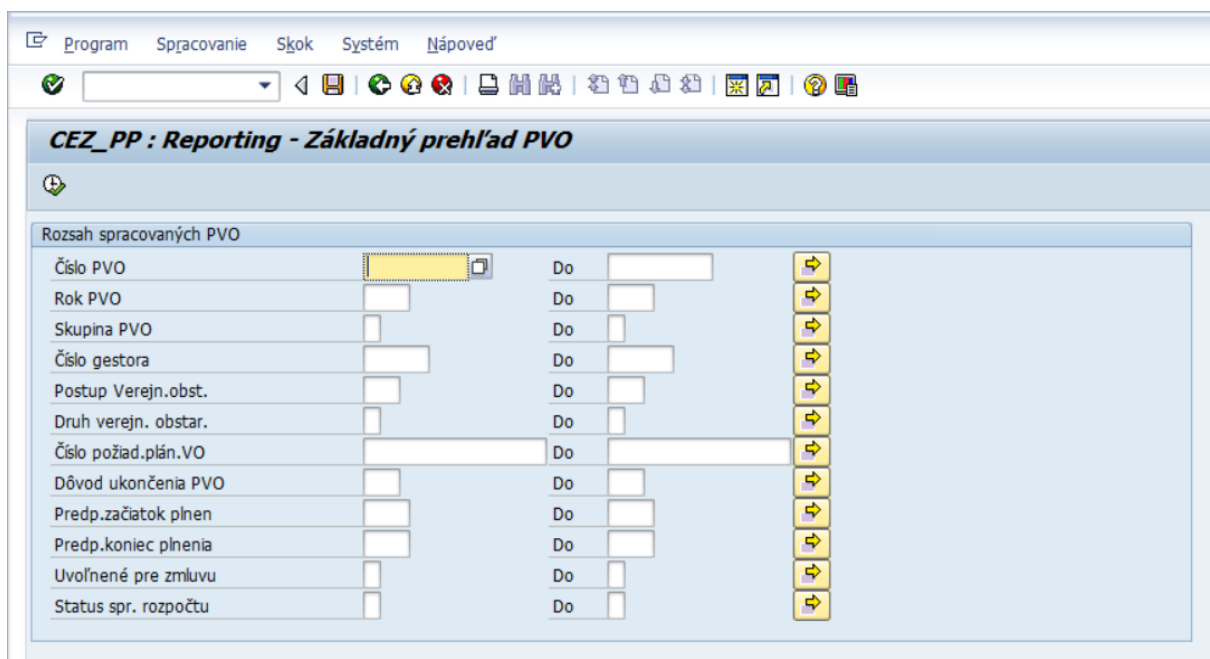 Program Spracovanie Skok Systém Nápoveď
CEZ_PP : Reporting - Základný prehľad PVO
Rozsah spracovaných PVO
Číslo PVO Do
Rok PVO Do
Skupina PVO Do
Číslo gestora Do
Postup Verejn.obst. Do
Druh verejn. obstar. Do
Číslo požiad.plán.VO Do
Dôvod ukončenia PVO Do
Predp.začiatok plnen Do
Predp.koniec plnenia Do
Uvoľnené pre zmluvu Do
Status spr. rozpočtu Do